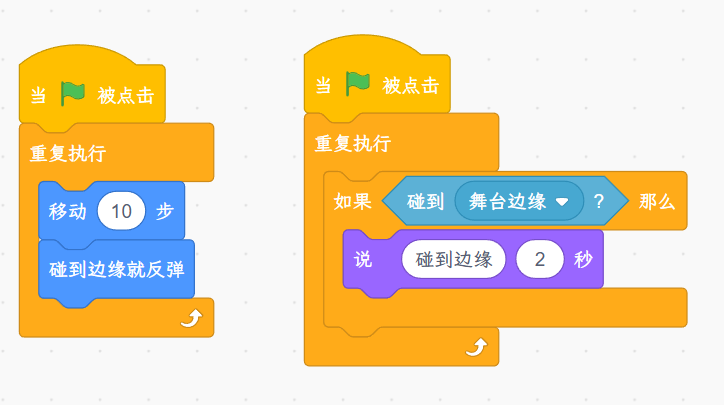 当 被点击
重复执行
移动 10 步
碰到边缘就反弹
当 被点击
重复执行
如果 碰到 舞台边缘 ? 那么
说 碰到边缘 2 秒